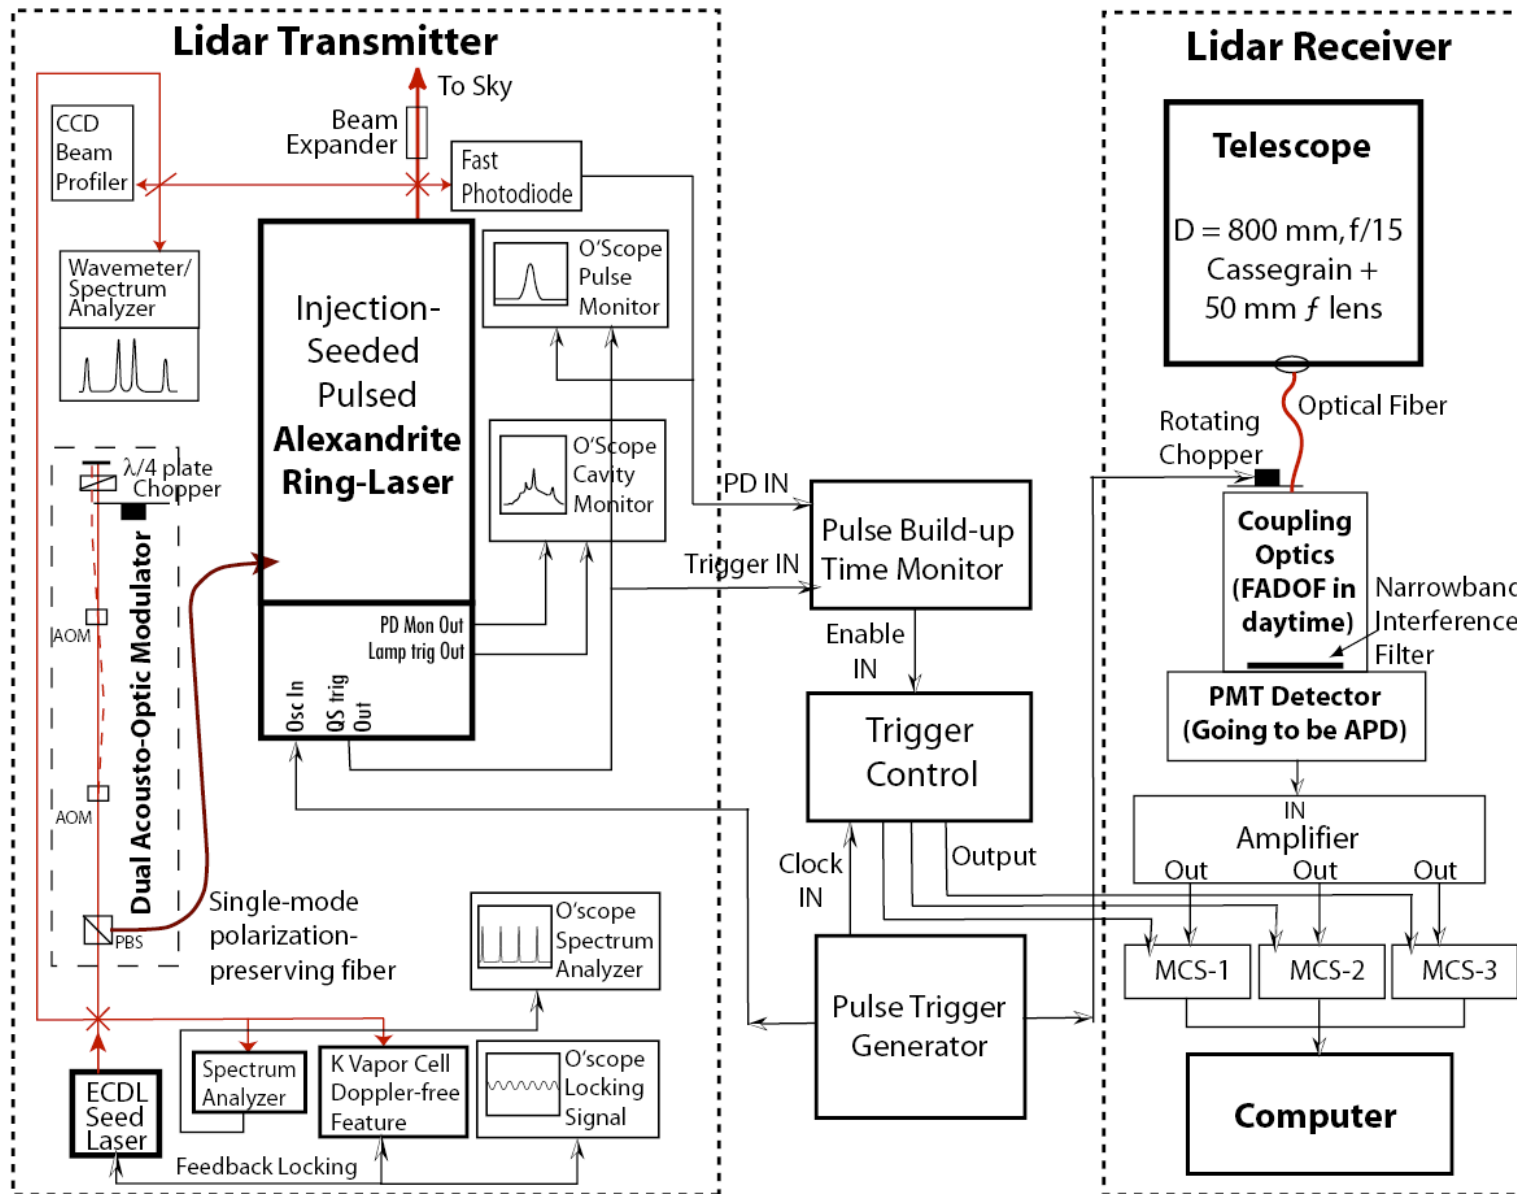 Lidar Transmitter
To Sky
Beam
Expander
CCD
Beam
Profiler
Fast
Photodiode
Wavemeter/
Spectrum
Analyzer
O'Scope
Pulse
Monitor
Injection-
Seeded
Pulsed
Alexandrite
Ring-Laser
O'Scope
Cavity
Monitor
λ/4 plate
Chopper
Dual Acousto-Optic Modulator
AOM
AOM
PBS
PD Mon Out
Lamp trig Out
Osc In
QS trig
Out
Single-mode
polarization-
preserving fiber
O'scope
Spectrum
Analyzer
Spectrum
Analyzer
K Vapor Cell
Doppler-free
Feature
O'scope
Locking
Signal
ECDL
Seed
Laser
Feedback Locking
PD IN
Trigger IN
Pulse Build-up
Time Monitor
Enable
IN
Trigger
Control
Clock
IN
Output
Pulse Trigger
Generator
Lidar Receiver
Telescope
D = 800 mm, f/15
Cassegrain +
50 mm ƒ lens
Optical Fiber
Rotating
Chopper
Coupling
Optics
(FADOF in
daytime)
Narrowband
Interference
Filter
PMT Detector
(Going to be APD)
IN
Amplifier
Out Out Out
MCS-1 MCS-2 MCS-3
Computer